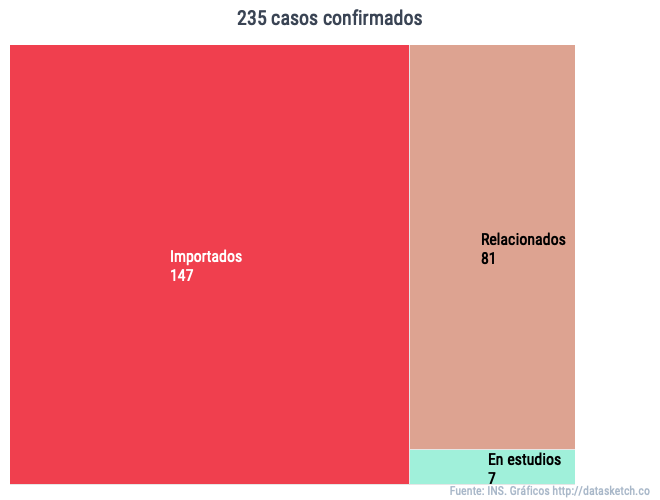 235 casos confirmados
Importados
147
Relacionados
81
En estudios
7
Fuente: INS. Gráficos http://datasketch.co